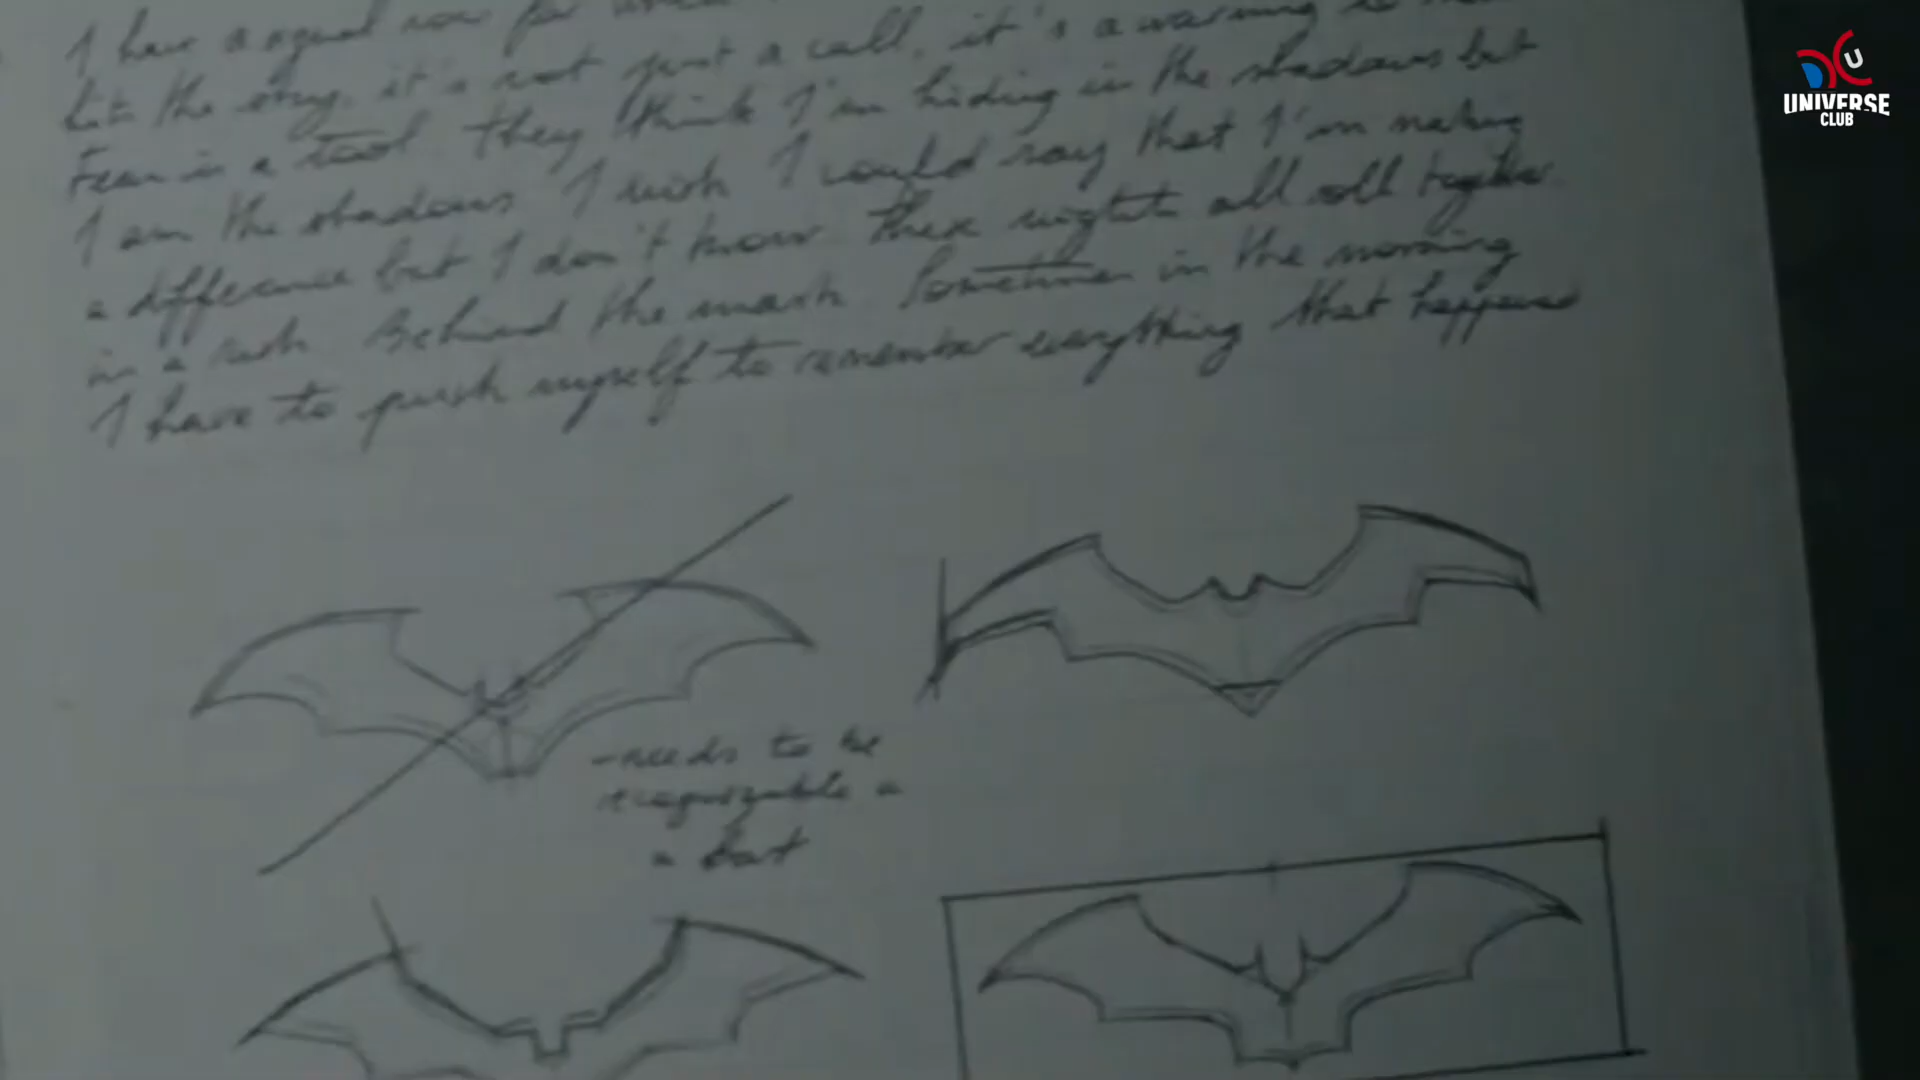 I have a signal now for when
hits the sky, it's not just a call, it's a warning to them
Fear is a tool They think I'm hiding in the shadows but
I am the shadows I wish I could say that I'm making
a difference but I don't know These nights all roll together
in a rush Behind the mask Sometimes in the morning
I have to push myself to remember everything that happened
-needs to be
recognizable a
a bat
UNIVERSE
CLUB